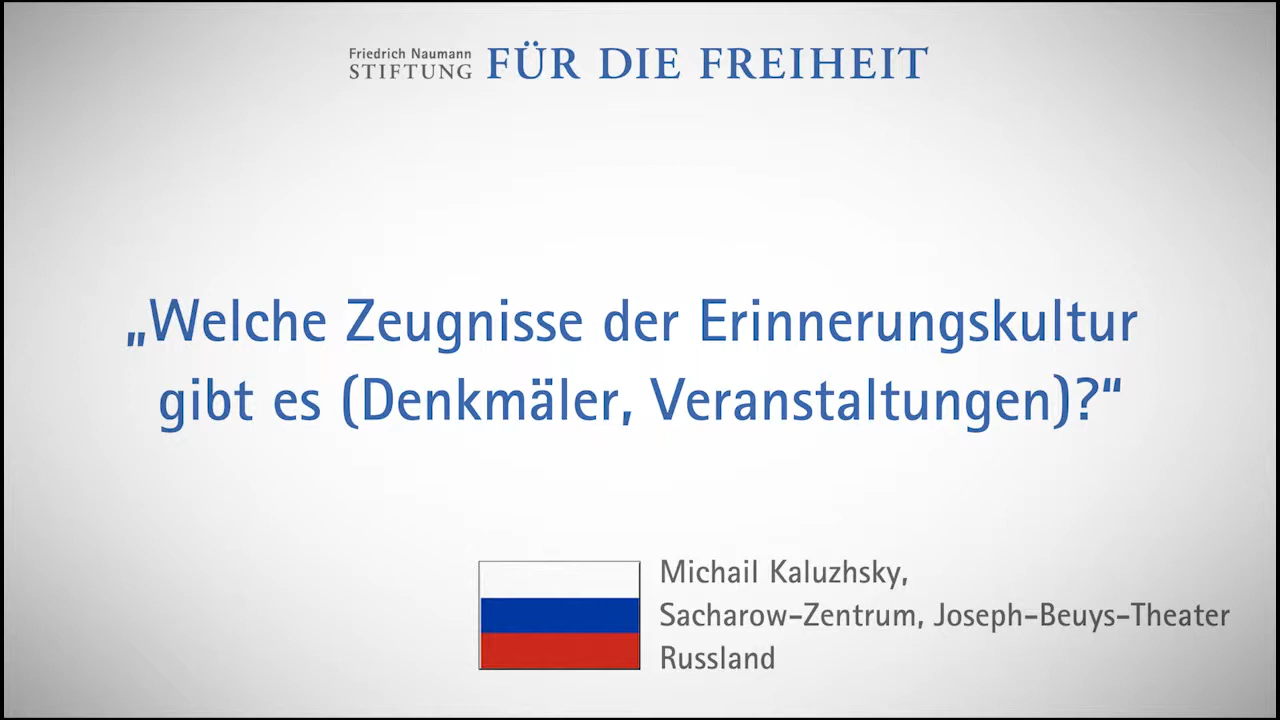 Friedrich Naumann
STIFTUNG FÜR DIE FREIHEIT
„Welche Zeugnisse der Erinnerungskultur
gibt es (Denkmäler, Veranstaltungen)?“
Michail Kaluzhsky,
Sacharow-Zentrum, Joseph-Beuys-Theater
Russland